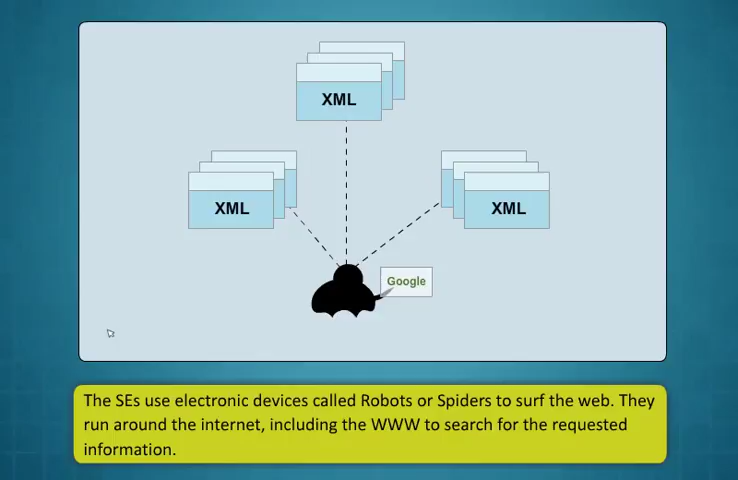 XML
XML
XML
Google
The SEs use electronic devices called Robots or Spiders to surf the web. They
run around the internet, including the WWW to search for the requested
information.